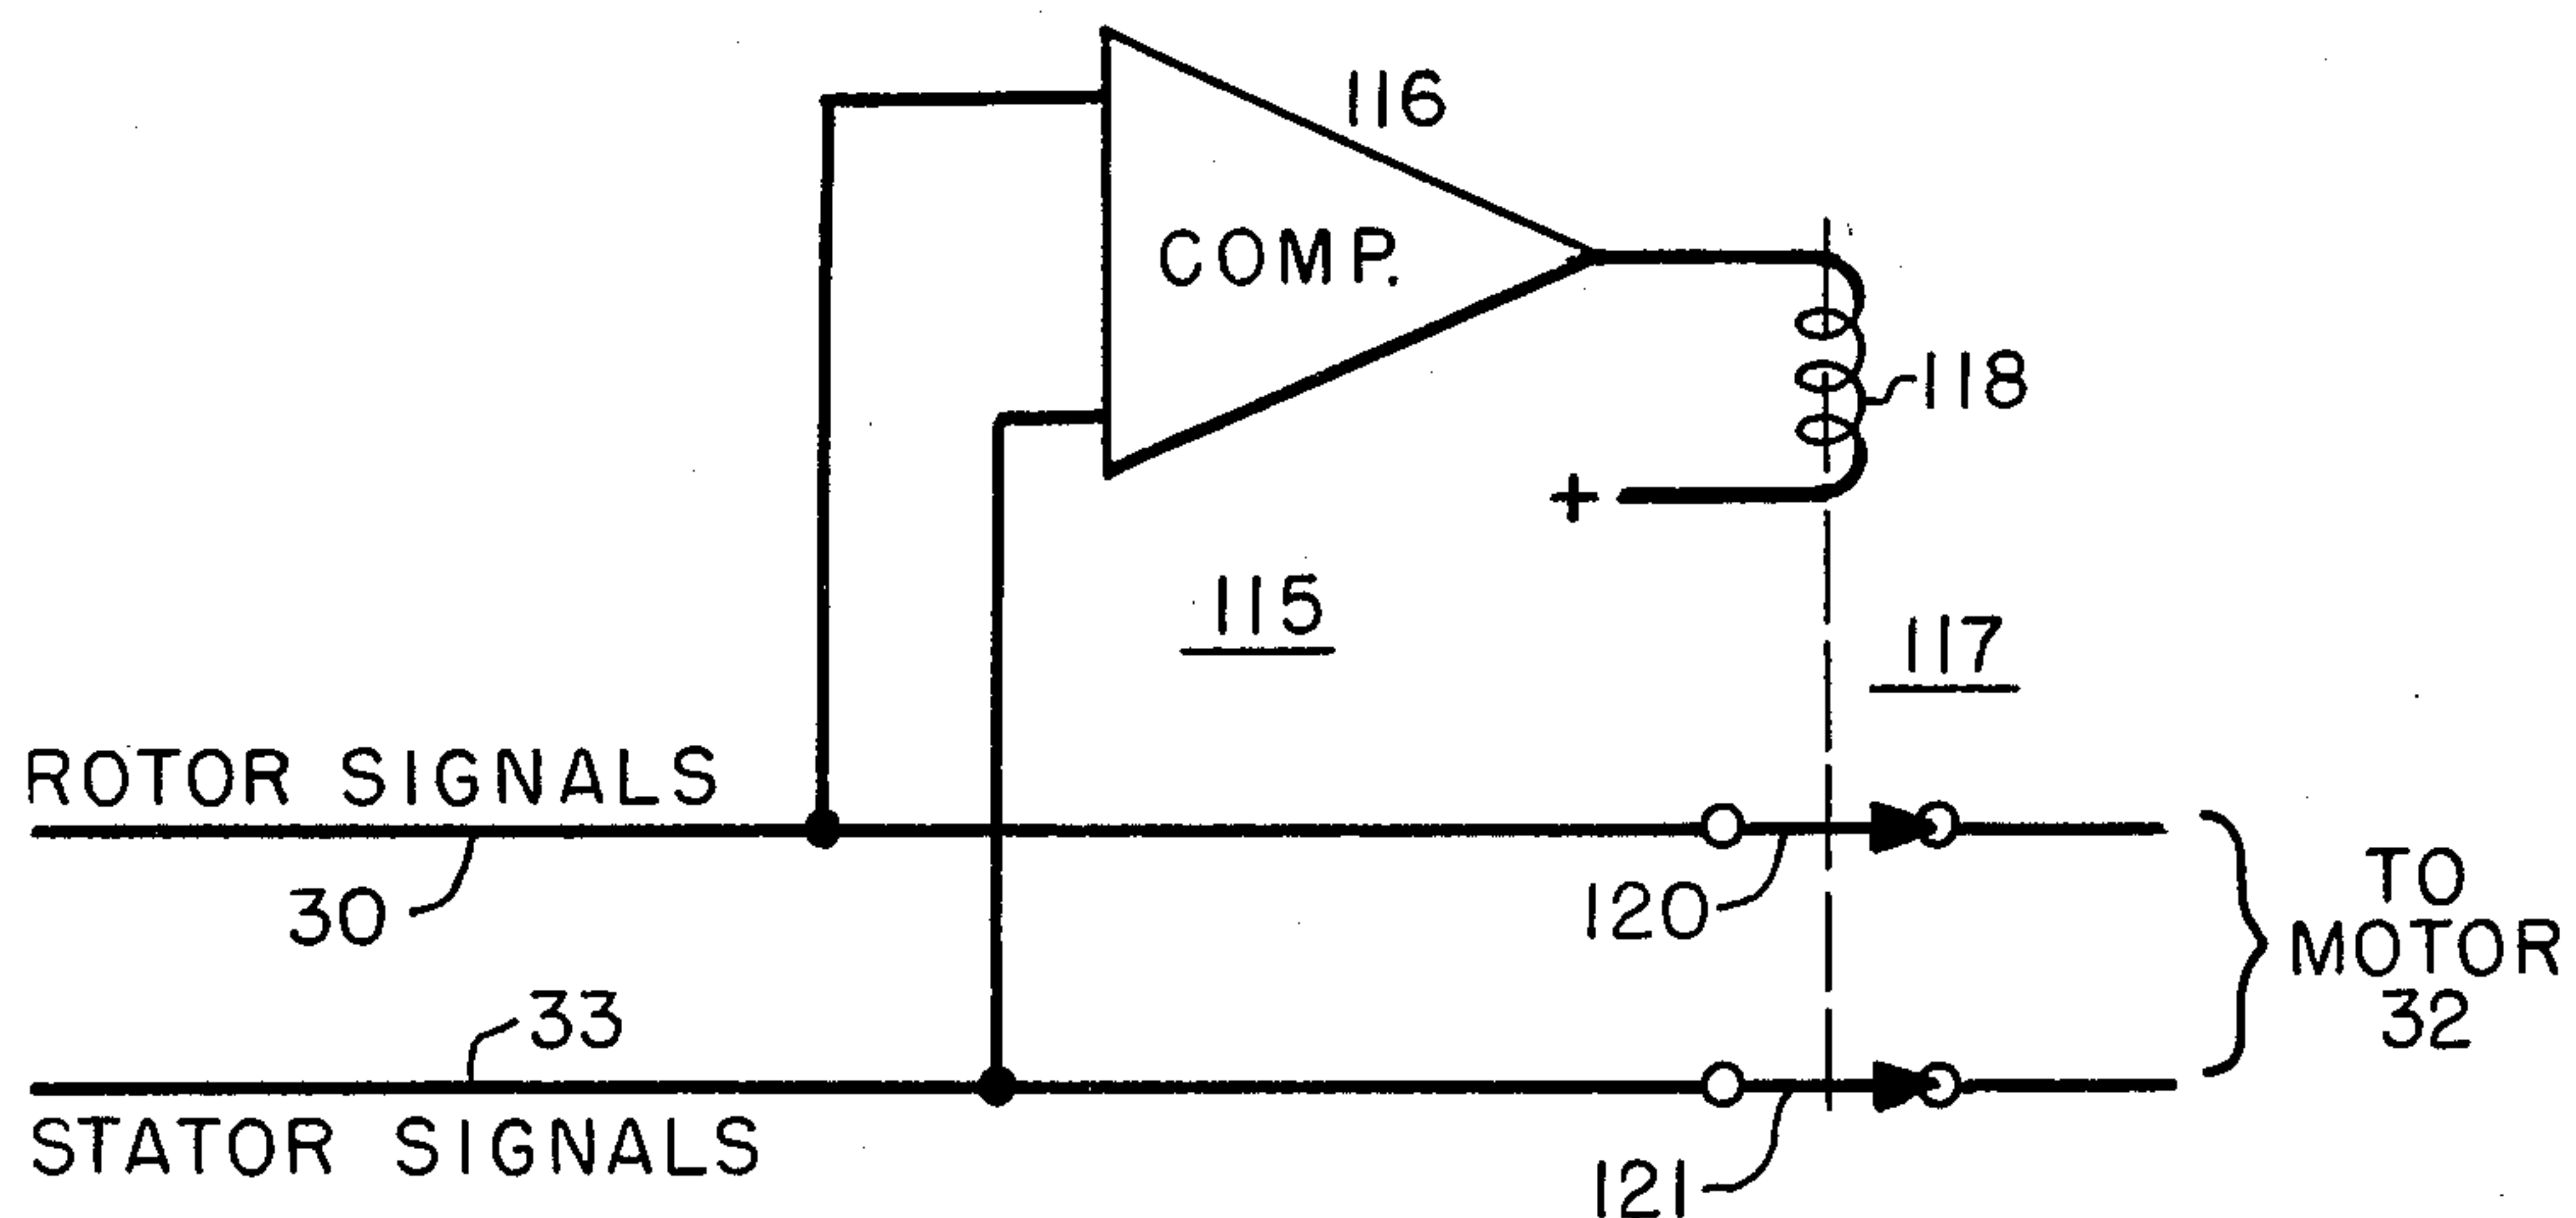 116
COMP.
118
+
115
117
ROTOR SIGNALS
30
120
TO
MOTOR
32
33
STATOR SIGNALS
121